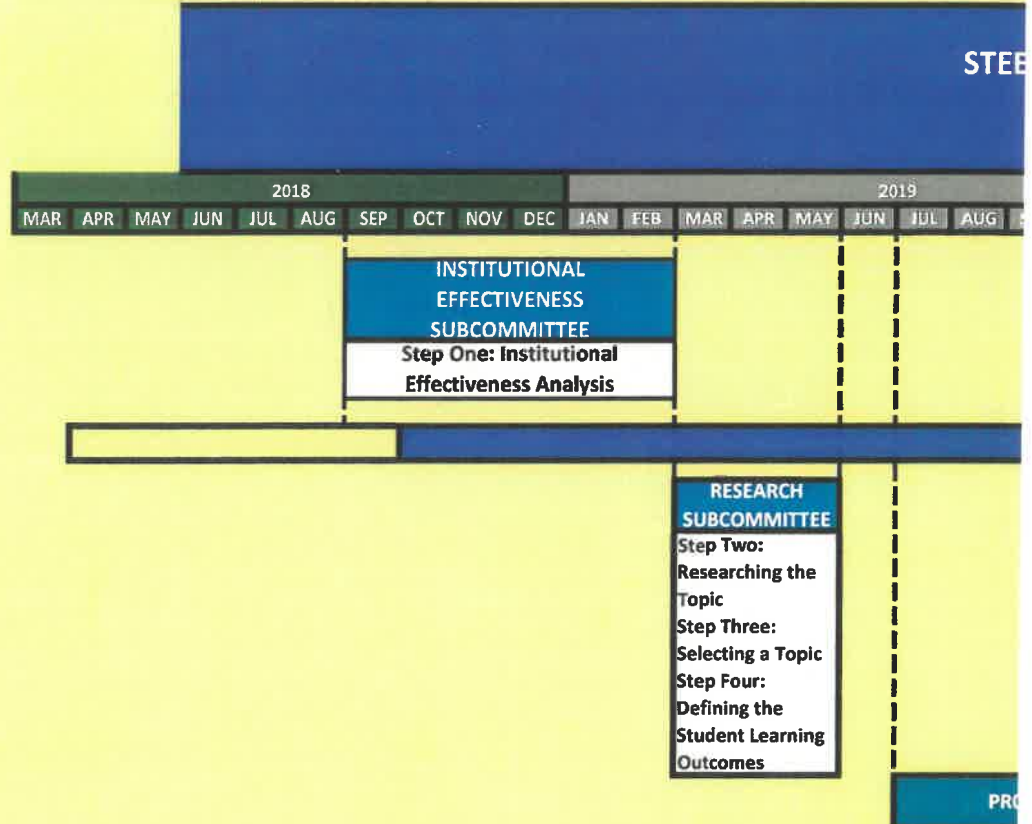 STEE
2018 2019
MAR APR MAY JUN JUL AUG SEP OCT NOV DEC JAN FEB MAR APR MAY JUN JUL AUG S
INSTITUTIONAL
EFFECTIVENESS
SUBCOMMITTEE
Step One: Institutional
Effectiveness Analysis
RESEARCH
SUBCOMMITTEE
Step Two:
Researching the
Topic
Step Three:
Selecting a Topic
Step Four:
Defining the
Student Learning
Outcomes
PRO